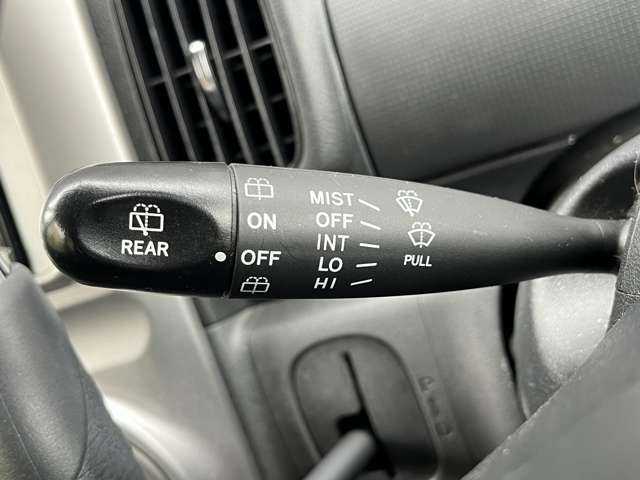 REAR
ON
OFF
MIST
OFF
INT
LO
HI
PULL